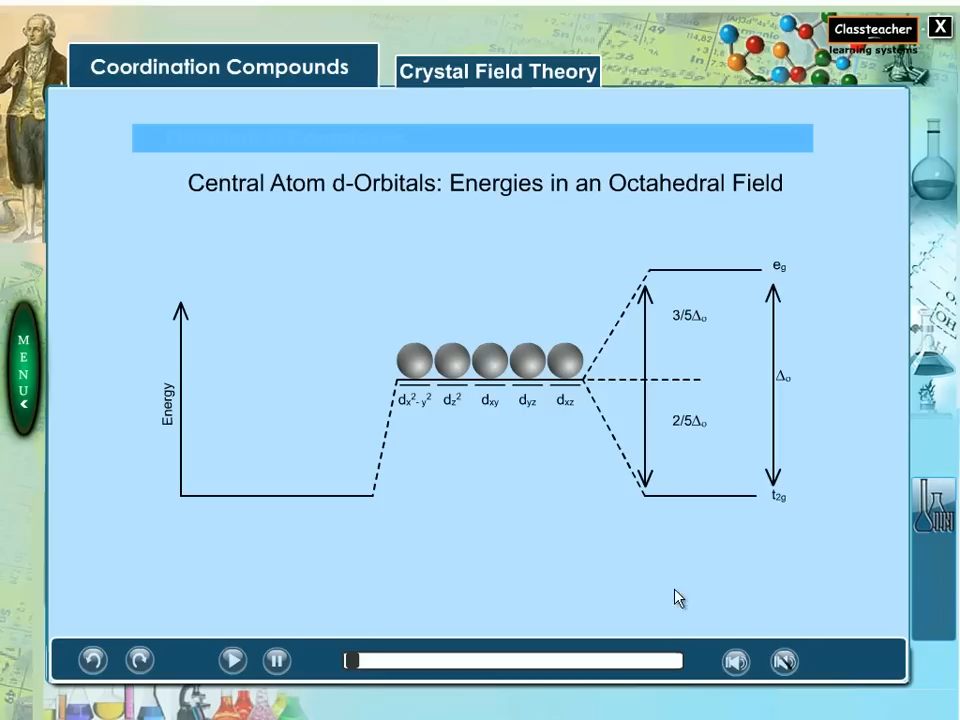 Classteacher
learning systems
X
Coordination Compounds
Crystal Field Theory
Central Atom d-Orbitals: Energies in an Octahedral Field
MENU
Energy
eg
3/5Δo
Δo
dx²-y² dz² dxy dyz dxz
2/5Δo
t2g